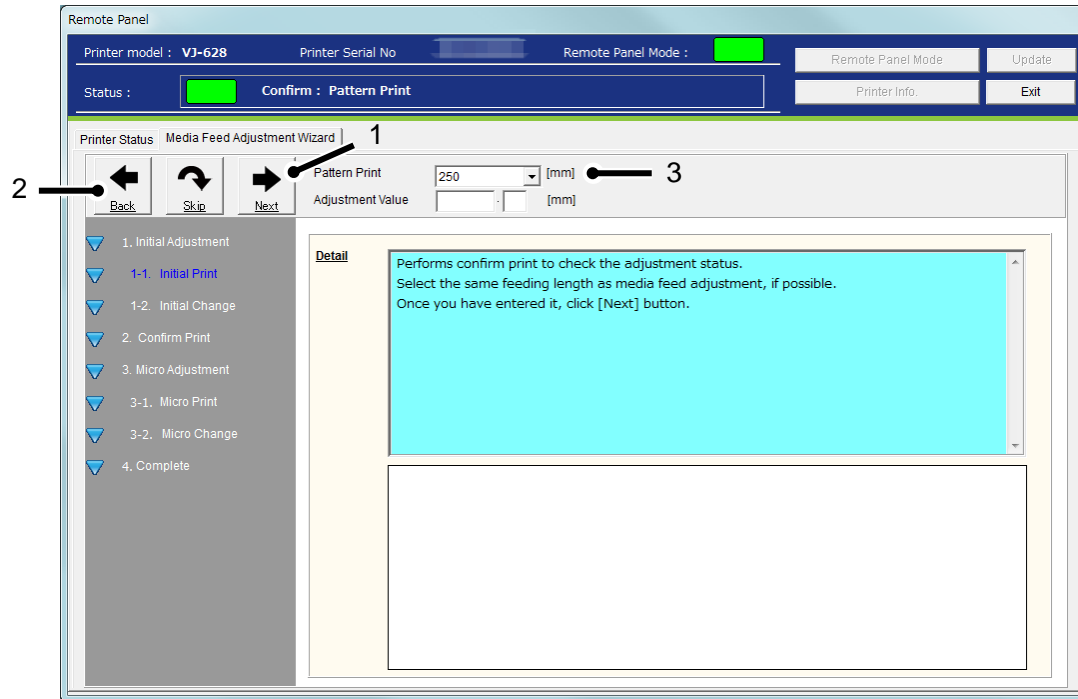 Remote Panel
Printer model : VJ-628 Printer Serial No Remote Panel Mode : Remote Panel Mode Update
Status : Confirm : Pattern Print Printer Info. Exit
Printer Status Media Feed Adjustment Wizard 1
Back Skip Next Pattern Print 250 [mm] 3
2
Adjustment Value . [mm]
1. Initial Adjustment
1-1. Initial Print
1-2. Initial Change
2. Confirm Print
3. Micro Adjustment
3-1. Micro Print
3-2. Micro Change
4. Complete
Detail
Performs confirm print to check the adjustment status.
Select the same feeding length as media feed adjustment, if possible.
Once you have entered it, click [Next] button.